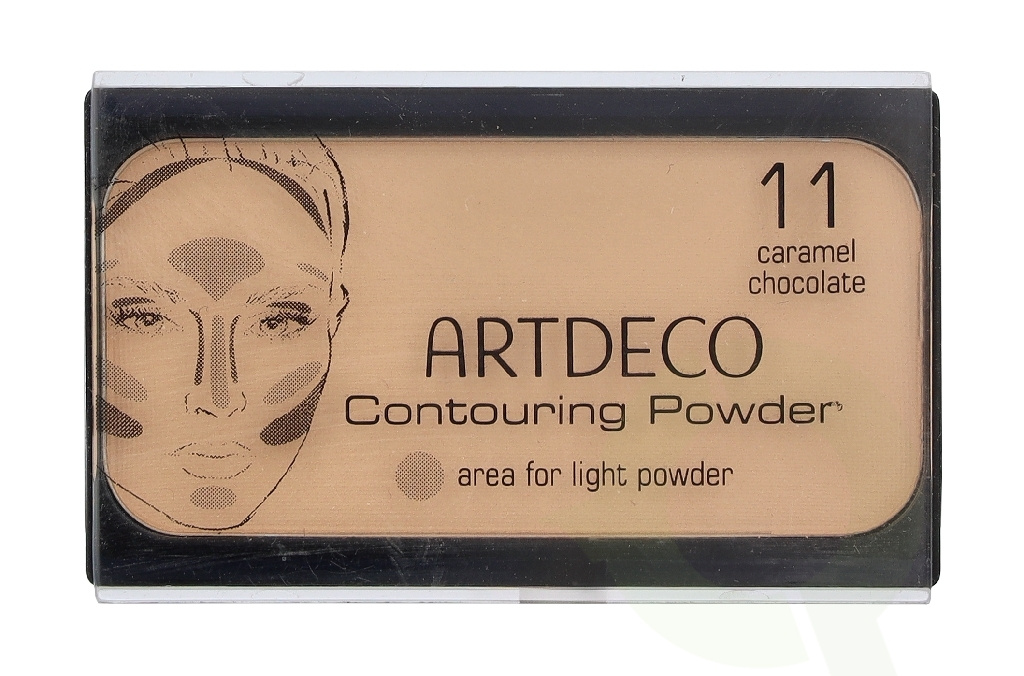 11
caramel
chocolate
ARTDECO
Contouring Powder
area for light powder